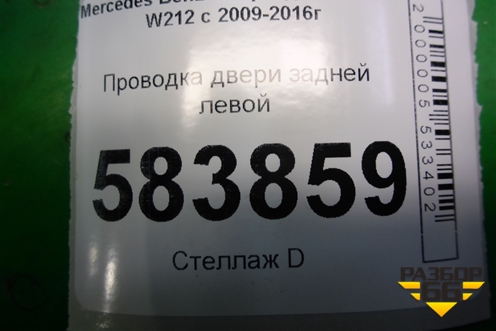 Mercedes Benz
W212 с 2009-2016г
Проводка двери задней
левой
583859
Стеллаж D
2000005533402
РАЗБОР
66